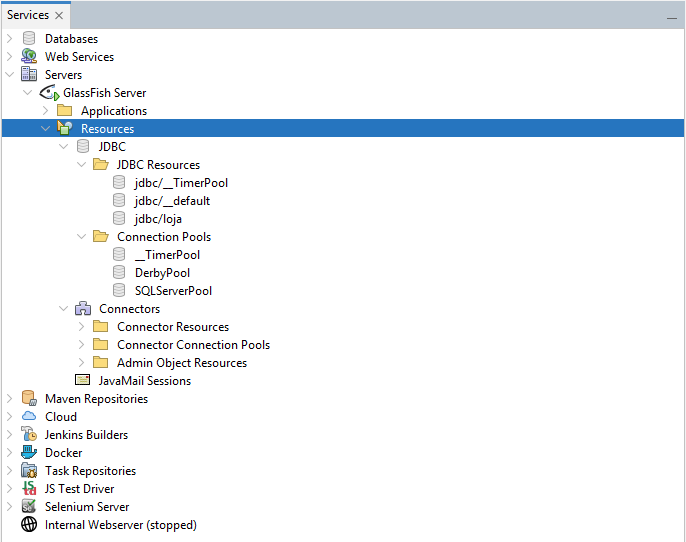 Services
Databases
Web Services
Servers
GlassFish Server
Applications
Resources
JDBC
JDBC Resources
jdbc/__TimerPool
jdbc/__default
jdbc/loja
Connection Pools
__TimerPool
DerbyPool
SQLServerPool
Connectors
Connector Resources
Connector Connection Pools
Admin Object Resources
JavaMail Sessions
Maven Repositories
Cloud
Jenkins Builders
Docker
Task Repositories
JS Test Driver
Selenium Server
Internal Webserver (stopped)